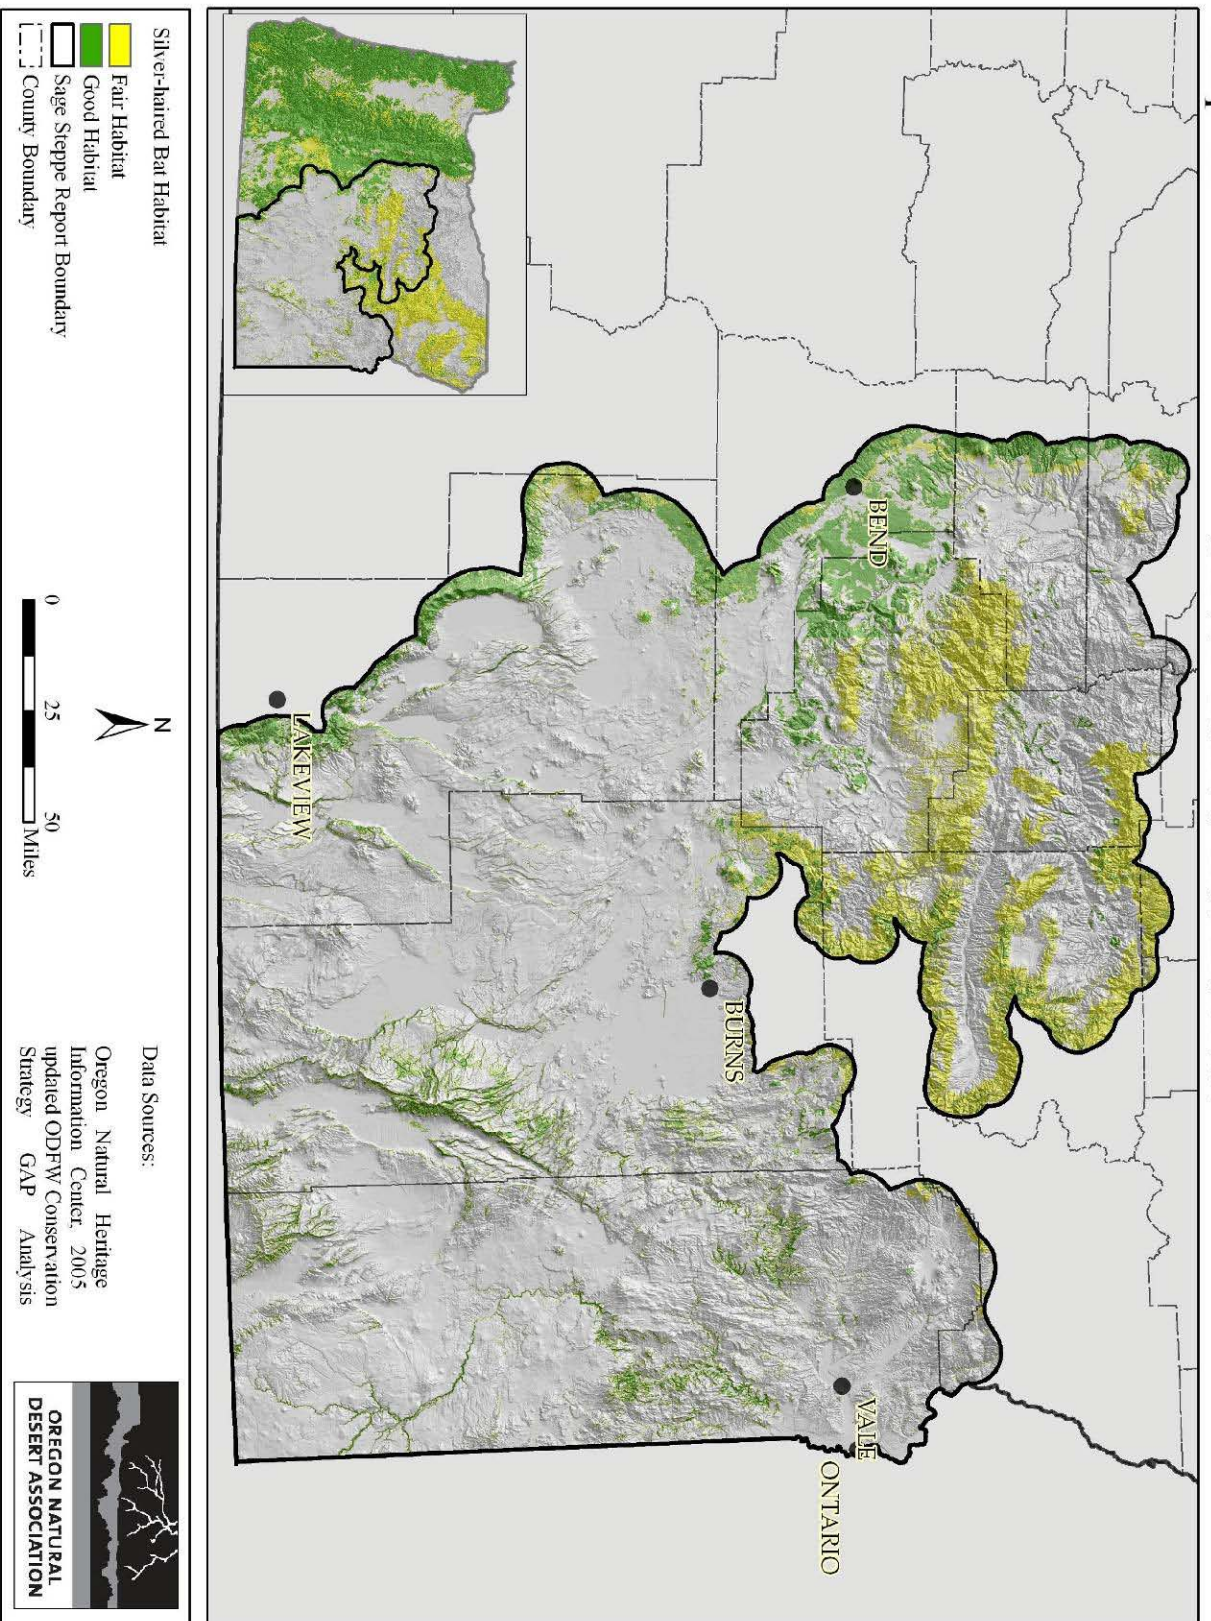 BEND
BURNS
VALE
ONTARIO
LAKEVIEW
Silver-haired Bat Habitat
Fair Habitat
Good Habitat
Sage Steppe Report Boundary
County Boundary
N
0 25 50
Miles
Data Sources:
Oregon Natural Heritage
Information Center, 2005
updated ODFW Conservation
Strategy GAP Analysis
OREGON NATURAL
DESERT ASSOCIATION